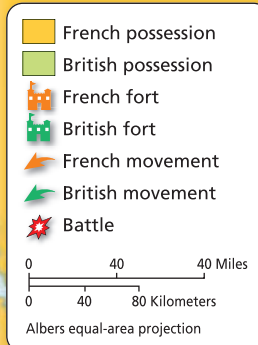 French possession
British possession
French fort
British fort
French movement
British movement
Battle
0 40 40 Miles
0 40 80 Kilometers
Albers equal-area projection